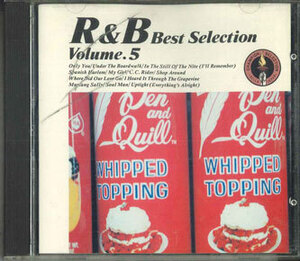 R&B Best Selection
Volume.5
Only You/Under The Boardwalk/In The Still Of The Nite (I'll Remember)
Spanish Harlem/My Girl/C.C. Rider/Shop Around
Where Did Our Love Go/I Heard It Through The Grapevine
Mustang Sally/Soul Man/Uptight (Everything's Alright)
Pen and Quill
WHIPPED TOPPING
Pen and Quill
WHIPPED TOPPING